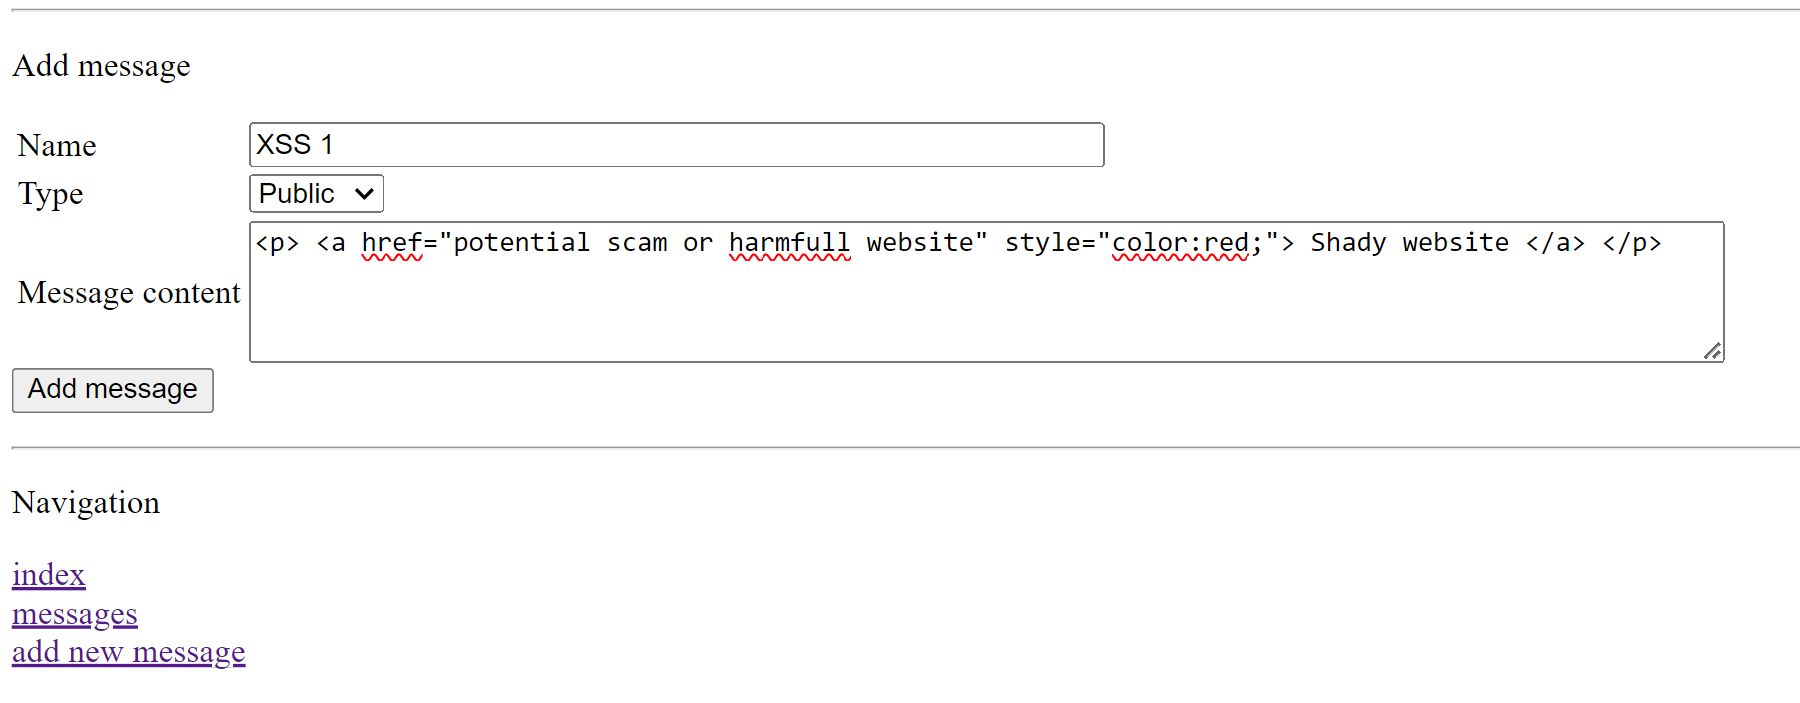 Add message
Name XSS 1
Type Public
Message content <p> <a href="potential scam or harmfull website" style="color:red;"> Shady website </a> </p>
Add message
Navigation
index
messages
add new message